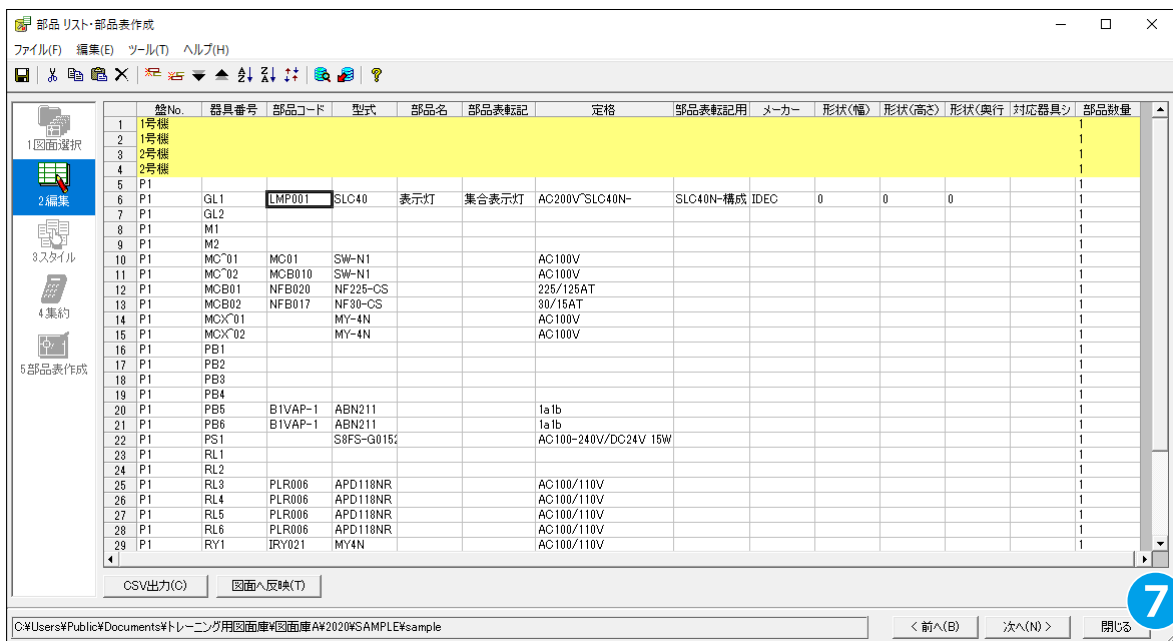 部品 リスト・部品表作成
ファイル(F) 編集(E) ツール(T) ヘルプ(H)
盤No. 器具番号 部品コード 型式 部品名 部品表転記 定格 部品表転記用 メーカー 形状(幅) 形状(高さ) 形状(奥行 対応器具シ 部品数量
1 1号機 1
2 1号機 1
3 2号機 1
4 2号機 1
5 P1 1
6 P1 GL1 LMP001 SLC40 表示灯 集合表示灯 AC200V^SLC40N- SLC40N-構成 IDEC 0 0 0 1
7 P1 GL2 1
8 P1 M1 1
9 P1 M2 1
10 P1 MC^01 MC01 SW-N1 AC100V 1
11 P1 MC^02 MCB010 SW-N1 AC100V 1
12 P1 MCB01 NFB020 NF225-CS 225/125AT 1
13 P1 MCB02 NFB017 NF30-CS 30/15AT 1
14 P1 MCX^01 MY-4N AC100V 1
15 P1 MCX^02 MY-4N AC100V 1
16 P1 PB1 1
17 P1 PB2 1
18 P1 PB3 1
19 P1 PB4 1
20 P1 PB5 B1VAP-1 ABN211 1a1b 1
21 P1 PB6 B1VAP-1 ABN211 1a1b 1
22 P1 PS1 S8FS-G0152 AC100-240V/DC24V 15W 1
23 P1 RL1 1
24 P1 RL2 1
25 P1 RL3 PLR006 APD118NR AC100/110V 1
26 P1 RL4 PLR006 APD118NR AC100/110V 1
27 P1 RL5 PLR006 APD118NR AC100/110V 1
28 P1 RL6 PLR006 APD118NR AC100/110V 1
29 P1 RY1 IRY021 MY4N AC100/110V 1
1図面選択
2編集
3.スタイル
4.集約
5部品表作成
CSV出力(C) 図面へ反映(T)
7
C:¥Users¥Public¥Documents¥トレーニング用図面庫¥図面庫A¥2020¥SAMPLE¥sample
< 前へ(B) 次へ(N) > 閉じる